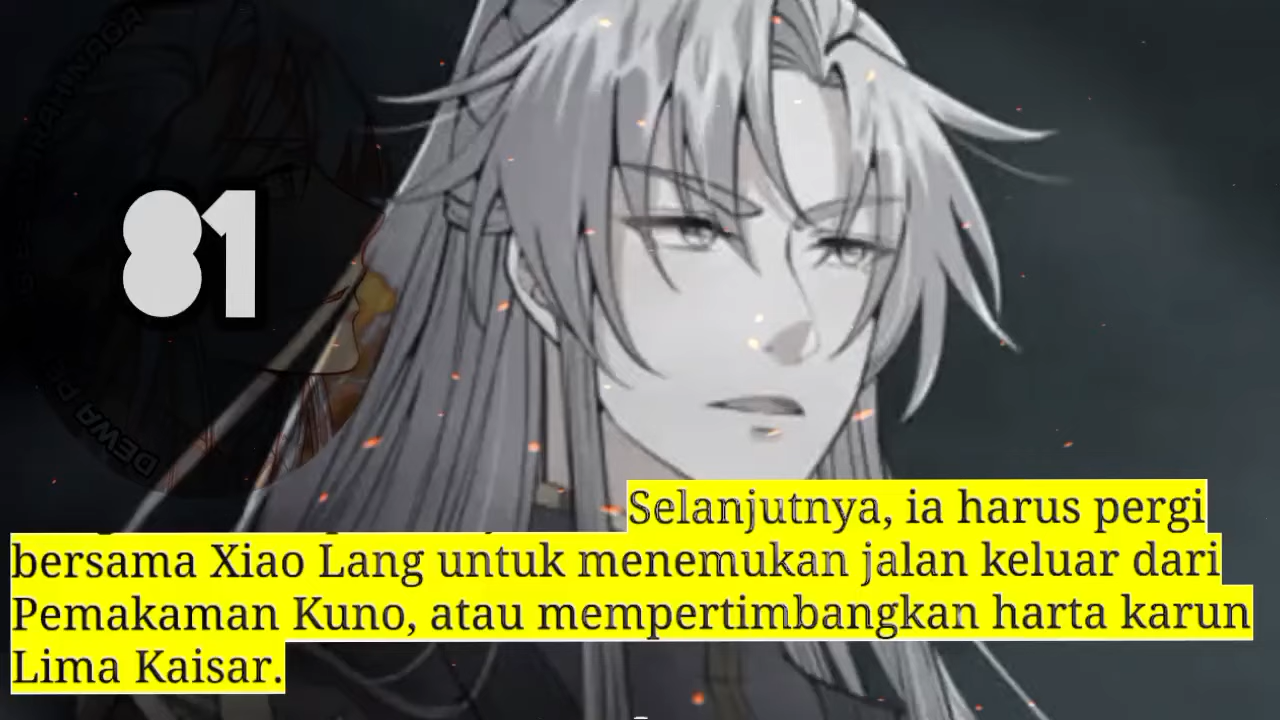 81
Selanjutnya, ia harus pergi
bersama Xiao Lang untuk menemukan jalan keluar dari
Pemakaman Kuno, atau mempertimbangkan harta karun
Lima Kaisar.